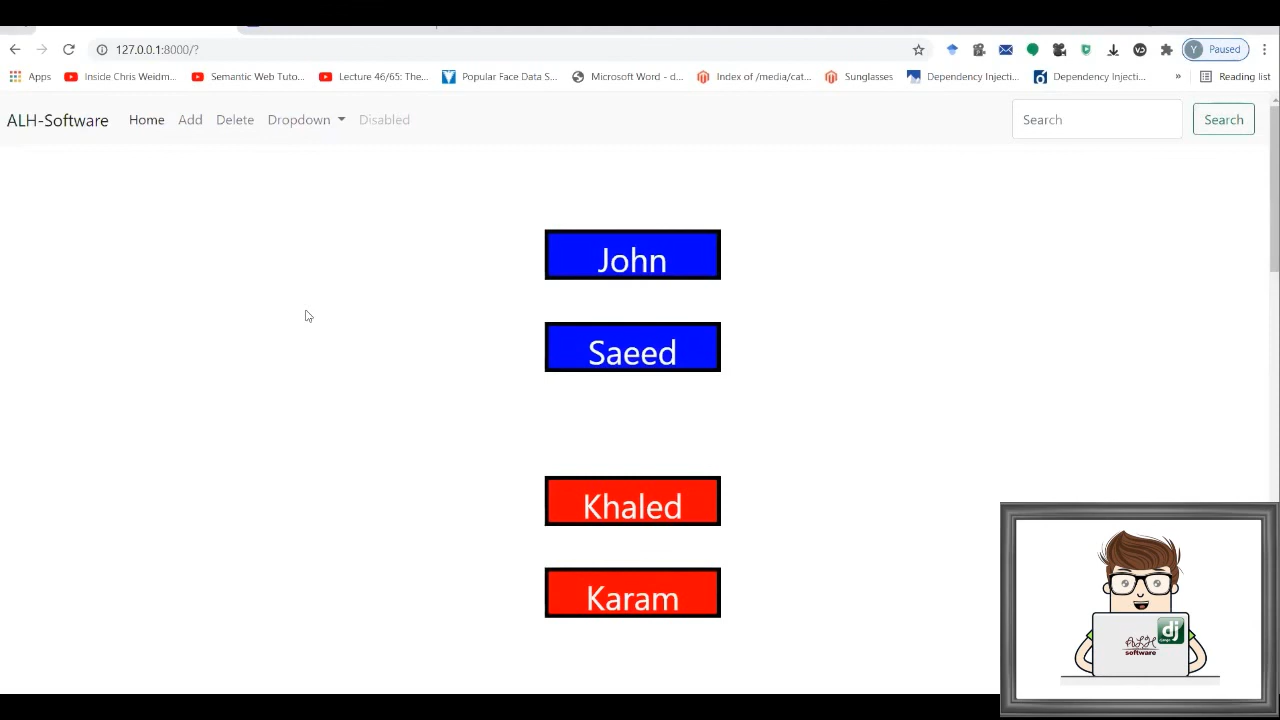 127.0.0.1:8000/?
Y Paused
Apps Inside Chris Weidm... Semantic Web Tuto... Lecture 46/65: The... Popular Face Data S... Microsoft Word - d... Index of /media/cat... Sunglasses Dependency Injecti... Dependency Injecti... » Reading list
ALH-Software Home Add Delete Dropdown Disabled Search Search
John
Saeed
Khaled
Karam
dj
ALH
software